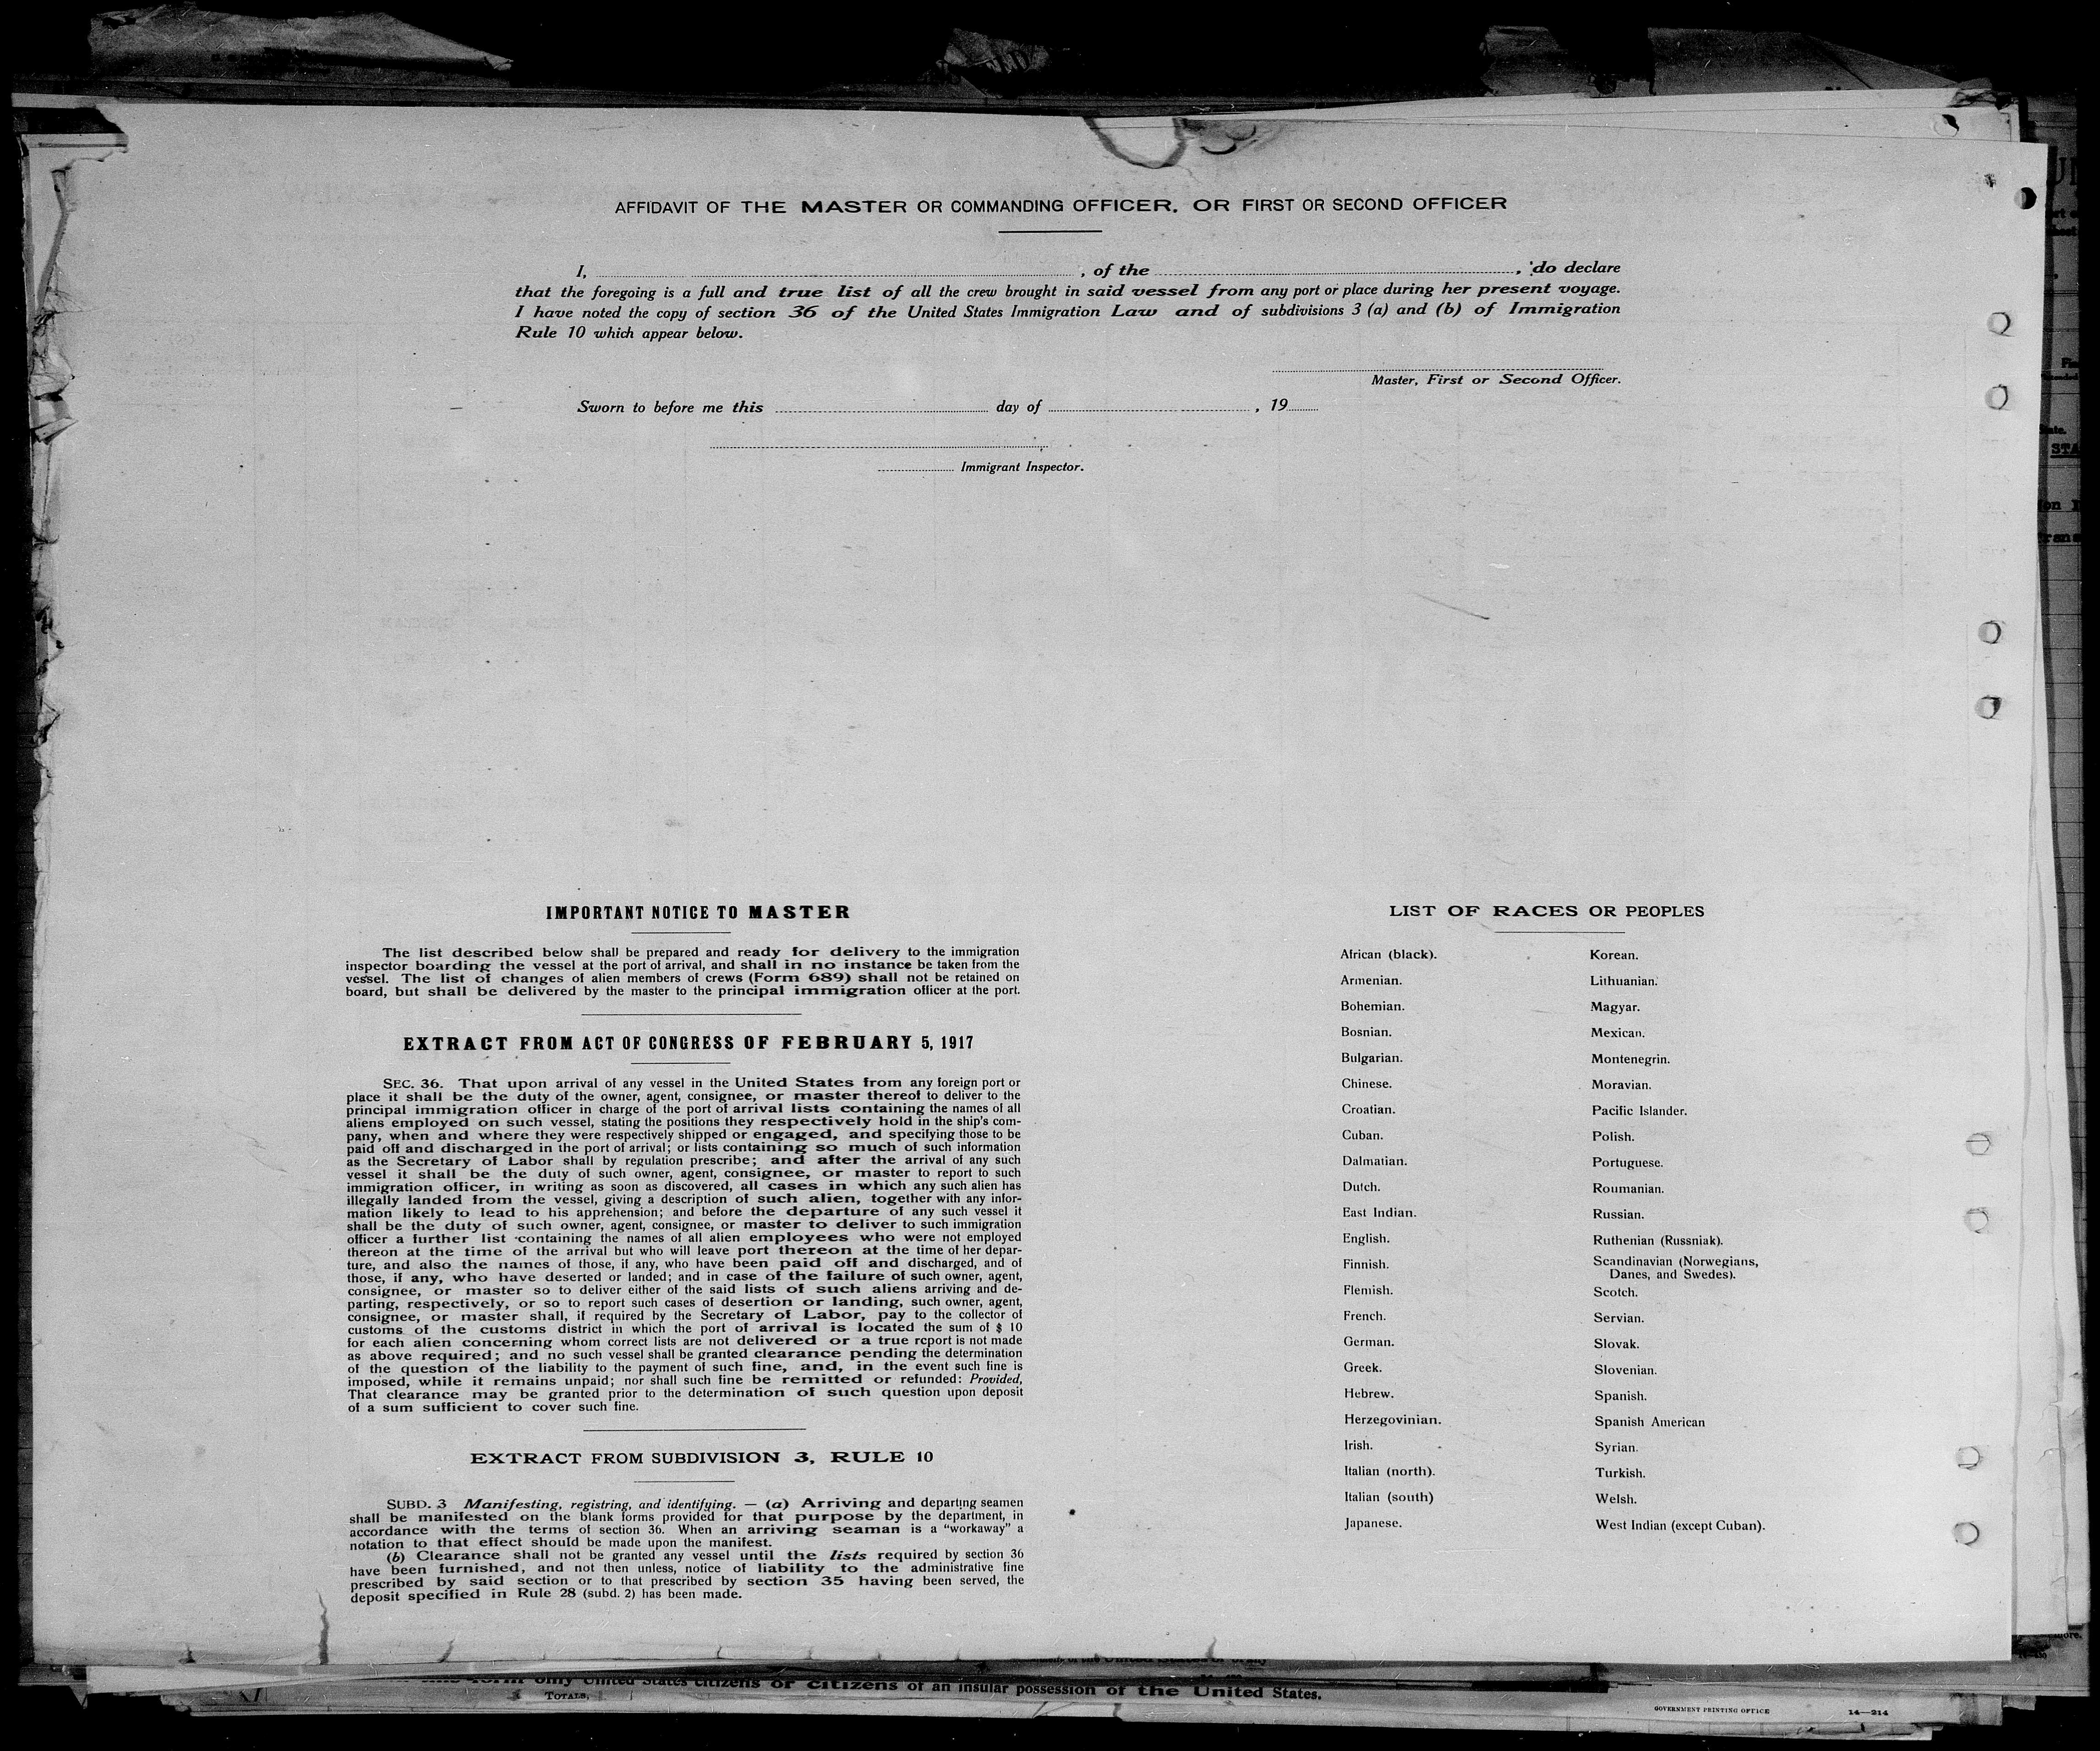 AFFIDAVIT OF THE MASTER OR COMMANDING OFFICER, OR FIRST OR SECOND OFFICER
I, , of the , do declare
that the foregoing is a full and true list of all the crew brought in said vessel from any port or place during her present voyage.
I have noted the copy of section 36 of the United States Immigration Law and of subdivisions 3 (a) and (b) of Immigration
Rule 10 which appear below.
Master, First or Second Officer.
Sworn to before me this day of , 19
Immigrant Inspector.
IMPORTANT NOTICE TO MASTER
The list described below shall be prepared and ready for delivery to the immigration
inspector boarding the vessel at the port of arrival, and shall in no instance be taken from the
vessel. The list of changes of alien members of crews (Form 689) shall not be retained on
board, but shall be delivered by the master to the principal immigration officer at the port.
EXTRACT FROM ACT OF CONGRESS OF FEBRUARY 5, 1917
SEC. 36. That upon arrival of any vessel in the United States from any foreign port or
place it shall be the duty of the owner, agent, consignee, or master thereof to deliver to the
principal immigration officer in charge of the port of arrival lists containing the names of all
aliens employed on such vessel, stating the positions they respectively hold in the ship's com-
pany, when and where they were respectively shipped or engaged, and specifying those to be
paid off and discharged in the port of arrival; or lists containing so much of such information
as the Secretary of Labor shall by regulation prescribe; and after the arrival of any such
vessel it shall be the duty of such owner, agent, consignee, or master to report to such
immigration officer, in writing as soon as discovered, all cases in which any such alien has
illegally landed from the vessel, giving a description of such alien, together with any infor-
mation likely to lead to his apprehension; and before the departure of any such vessel it
shall be the duty of such owner, agent, consignee, or master to deliver to such immigration
officer a further list containing the names of all alien employees who were not employed
thereon at the time of the arrival but who will leave port thereon at the time of her depar-
ture, and also the names of those, if any, who have been paid off and discharged, and of
those, if any, who have deserted or landed; and in case of the failure of such owner, agent,
consignee, or master so to deliver either of the said lists of such aliens arriving and de-
parting, respectively, or so to report such cases of desertion or landing, such owner, agent,
consignee, or master shall, if required by the Secretary of Labor, pay to the collector of
customs of the customs district in which the port of arrival is located the sum of $ 10
for each alien concerning whom correct lists are not delivered or a true report is not made
as above required; and no such vessel shall be granted clearance pending the determination
of the question of the liability to the payment of such fine, and, in the event such fine is
imposed, while it remains unpaid; nor shall such fine be remitted or refunded: Provided,
That clearance may be granted prior to the determination of such question upon deposit
of a sum sufficient to cover such fine.
EXTRACT FROM SUBDIVISION 3, RULE 10
SUBD. 3 Manifesting, registring, and identifying. — (a) Arriving and departing seamen
shall be manifested on the blank forms provided for that purpose by the department, in
accordance with the terms of section 36. When an arriving seaman is a "workaway" a
notation to that effect should be made upon the manifest.
(b) Clearance shall not be granted any vessel until the lists required by section 36
have been furnished, and not then unless, notice of liability to the administrative fine
prescribed by said section or to that prescribed by section 35 having been served, the
deposit specified in Rule 28 (subd. 2) has been made.
LIST OF RACES OR PEOPLES
African (black).
Armenian.
Bohemian.
Bosnian.
Bulgarian.
Chinese.
Croatian.
Cuban.
Dalmatian.
Dutch.
East Indian.
English.
Finnish.
Flemish.
French.
German.
Greek.
Hebrew.
Herzegovinian.
Irish.
Italian (north).
Italian (south)
Japanese.
Korean.
Lithuanian.
Magyar.
Mexican.
Montenegrin.
Moravian.
Pacific Islander.
Polish.
Portuguese.
Roumanian.
Russian.
Ruthenian (Russniak).
Scandinavian (Norwegians,
Danes, and Swedes).
Scotch.
Servian.
Slovak.
Slovenian.
Spanish.
Spanish American
Syrian.
Turkish.
Welsh.
West Indian (except Cuban).
only United States citizens or citizens of an insular possession of the United States.
TOTALS,
GOVERNMENT PRINTING OFFICE 14—214